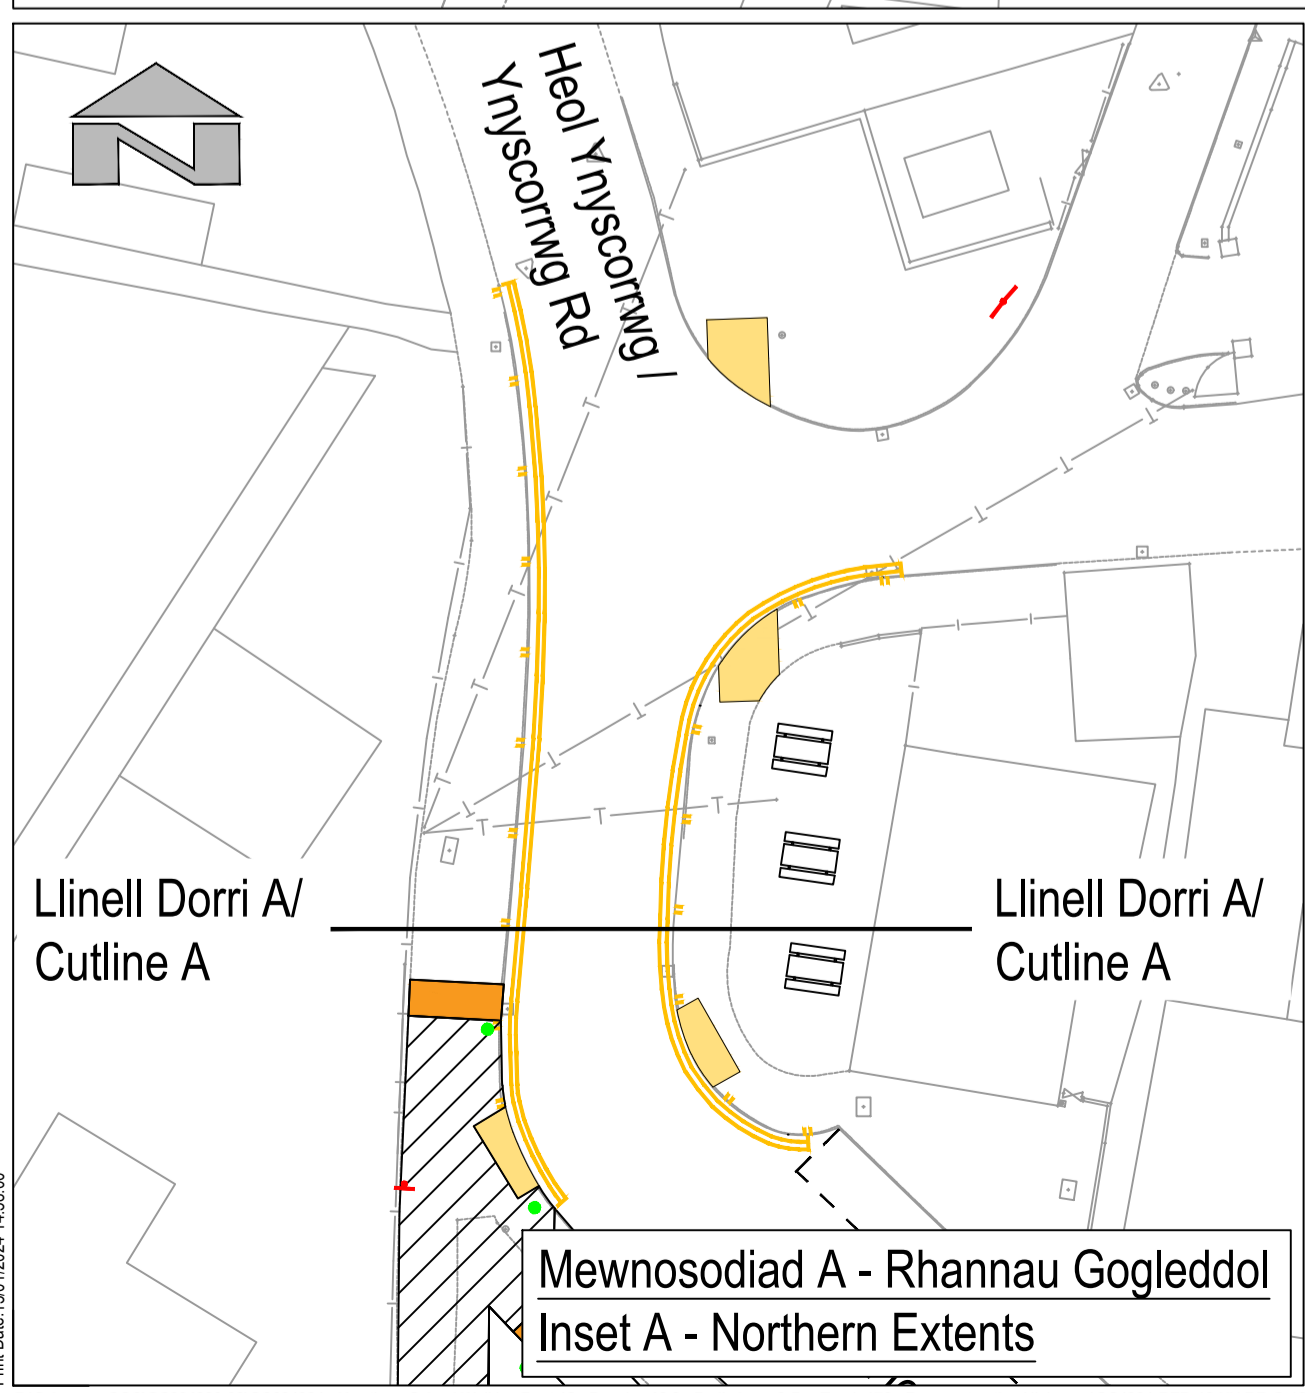 Heol Ynyscorrwg /
Ynyscorrwg Rd
Llinell Dorri A/
Cutline A
Llinell Dorri A/
Cutline A
Mewnosodiad A - Rhannau Gogleddol
Inset A - Northern Extents